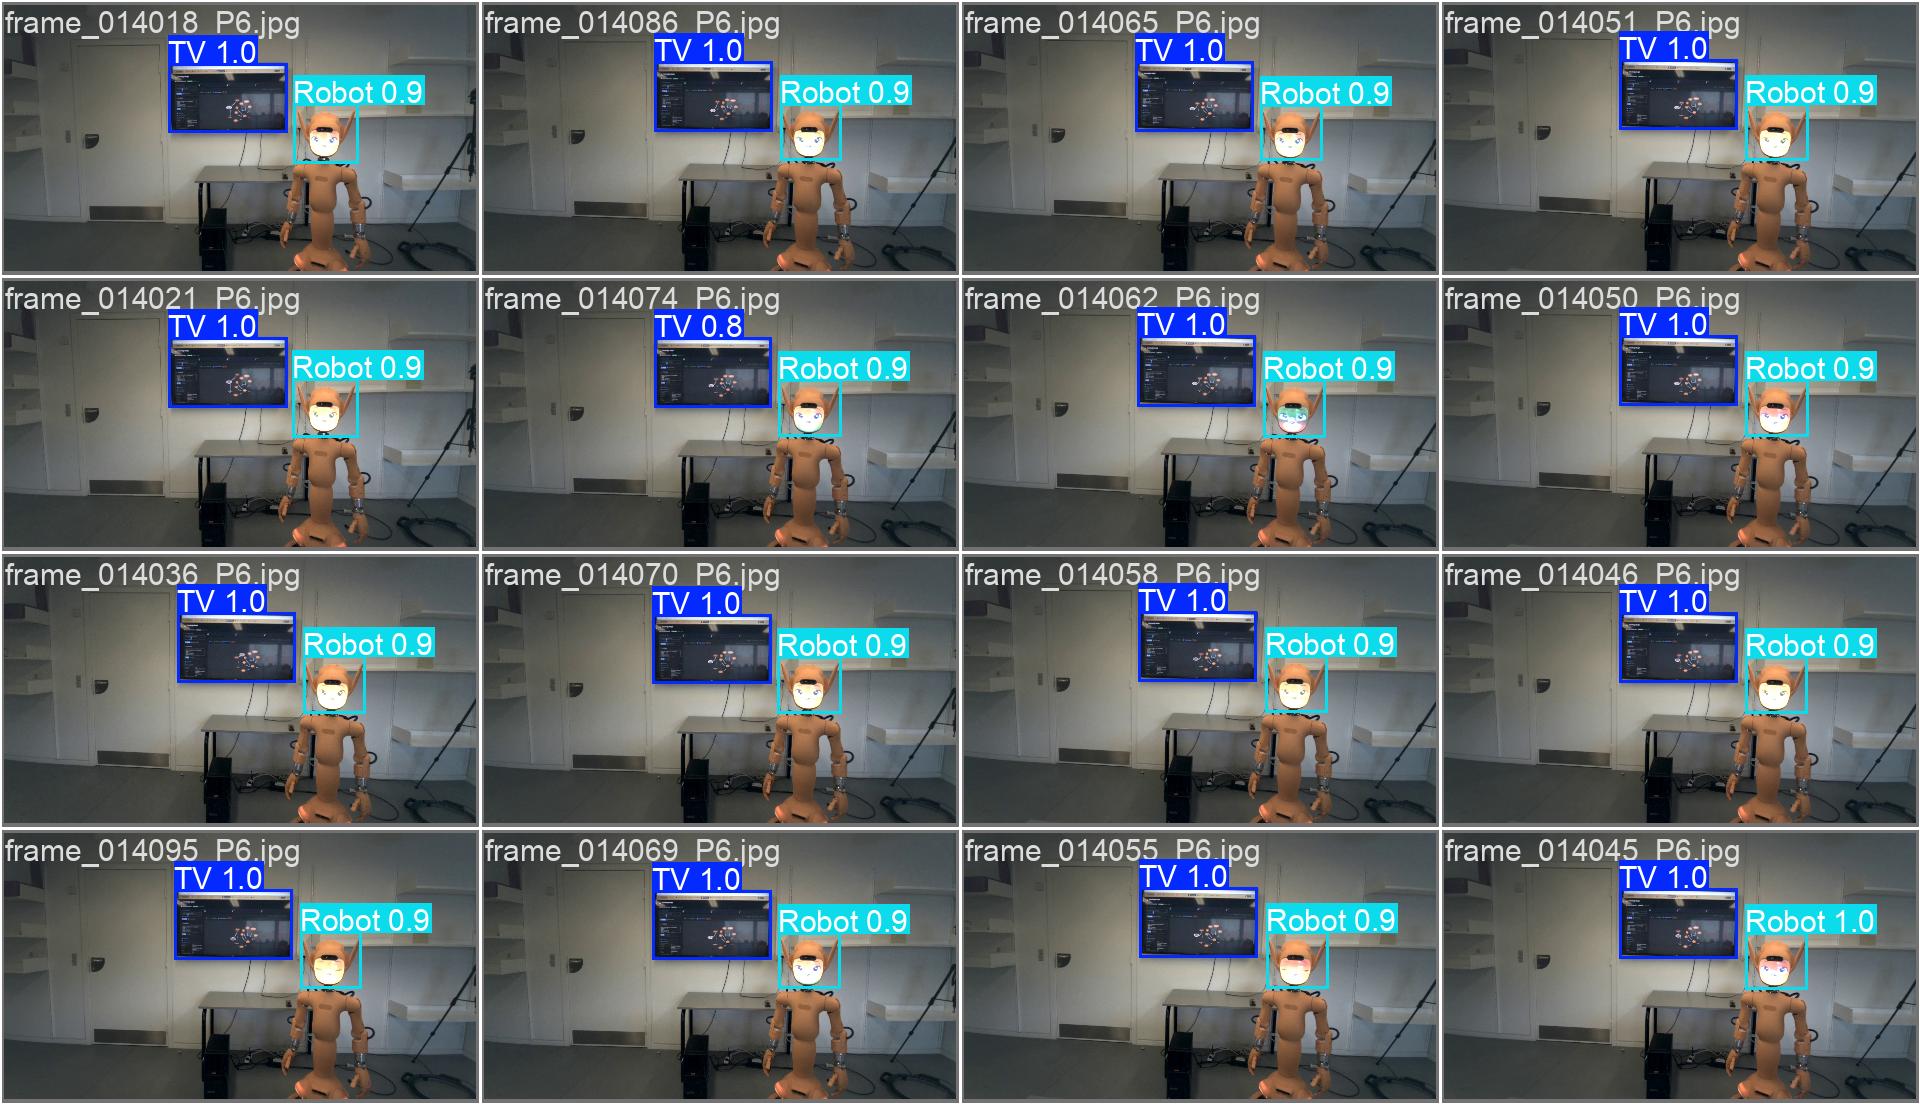 frame_014018_P6.jpg
TV 1.0
Robot 0.9
frame_014086_P6.jpg
TV 1.0
Robot 0.9
frame_014065_P6.jpg
TV 1.0
Robot 0.9
frame_014051_P6.jpg
TV 1.0
Robot 0.9
frame_014021_P6.jpg
TV 1.0
Robot 0.9
frame_014074_P6.jpg
TV 0.8
Robot 0.9
frame_014062_P6.jpg
TV 1.0
Robot 0.9
frame_014050_P6.jpg
TV 1.0
Robot 0.9
frame_014036_P6.jpg
TV 1.0
Robot 0.9
frame_014070_P6.jpg
TV 1.0
Robot 0.9
frame_014058_P6.jpg
TV 1.0
Robot 0.9
frame_014046_P6.jpg
TV 1.0
Robot 0.9
frame_014095_P6.jpg
TV 1.0
Robot 0.9
frame_014069_P6.jpg
TV 1.0
Robot 0.9
frame_014055_P6.jpg
TV 1.0
Robot 0.9
frame_014045_P6.jpg
TV 1.0
Robot 1.0